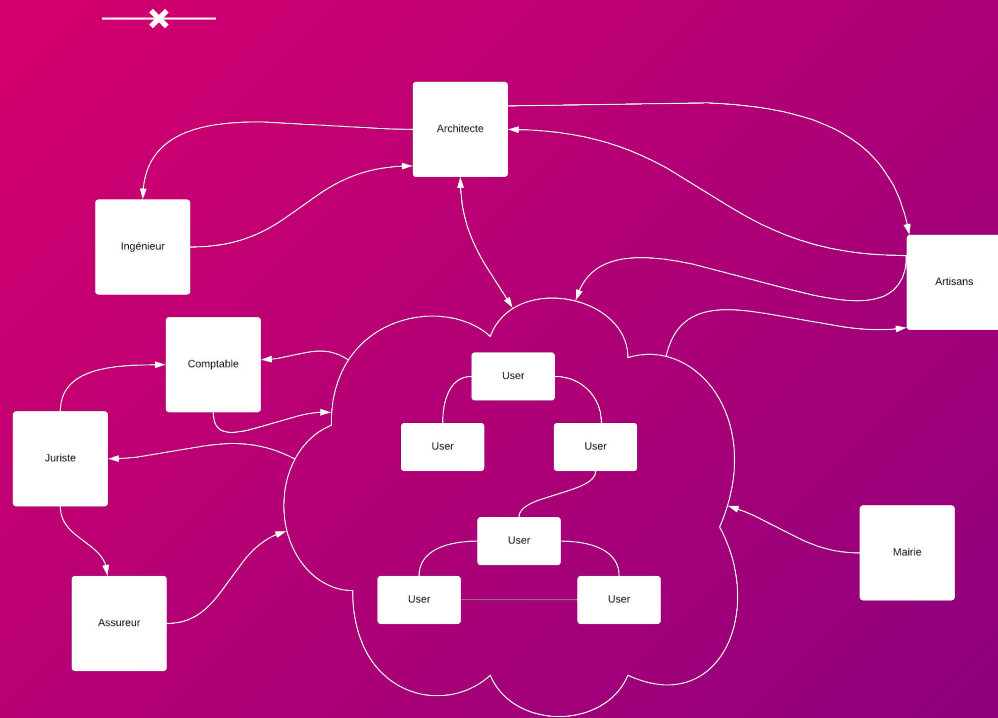 Architecte
Ingénieur
Artisans
Comptable
User
User
User
Juriste
User
Mairie
User
User
Assureur